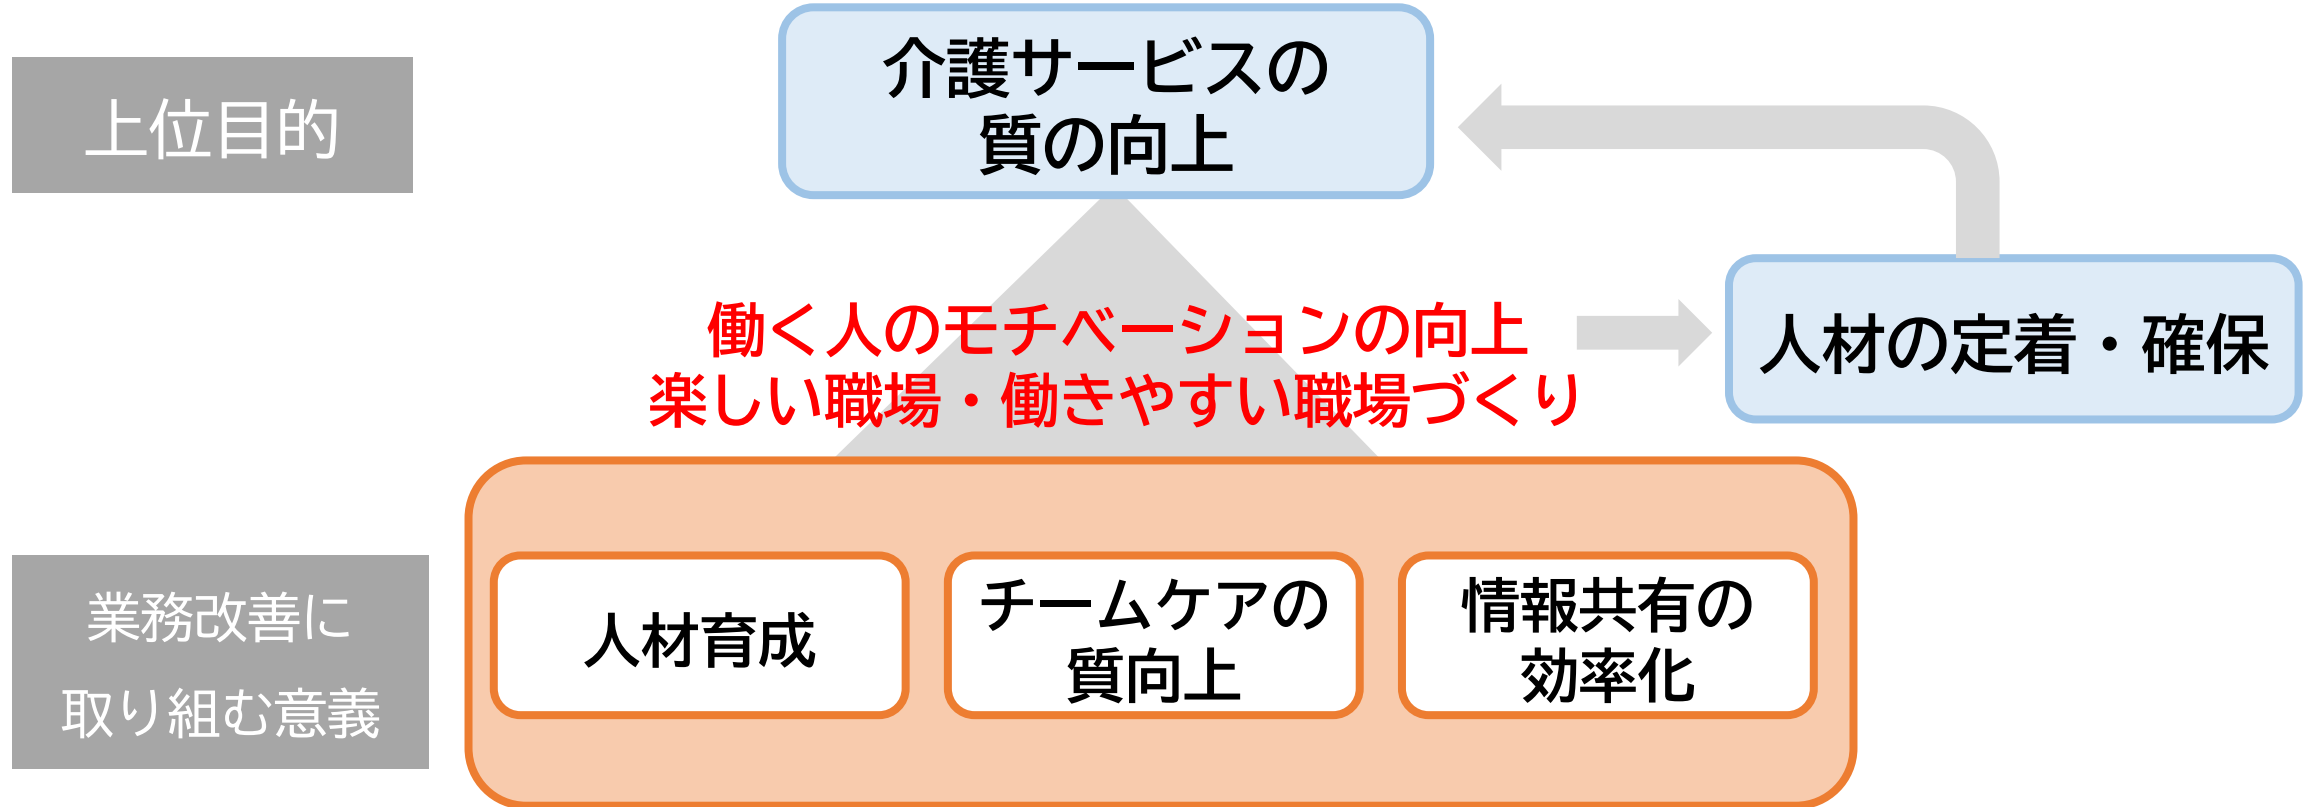 上位目的
介護サービスの
質の向上
働く人のモチベーションの向上
楽しい職場・働きやすい職場づくり
人材の定着・確保
業務改善に
取り組む意義
人材育成
チームケアの
質向上
情報共有の
効率化